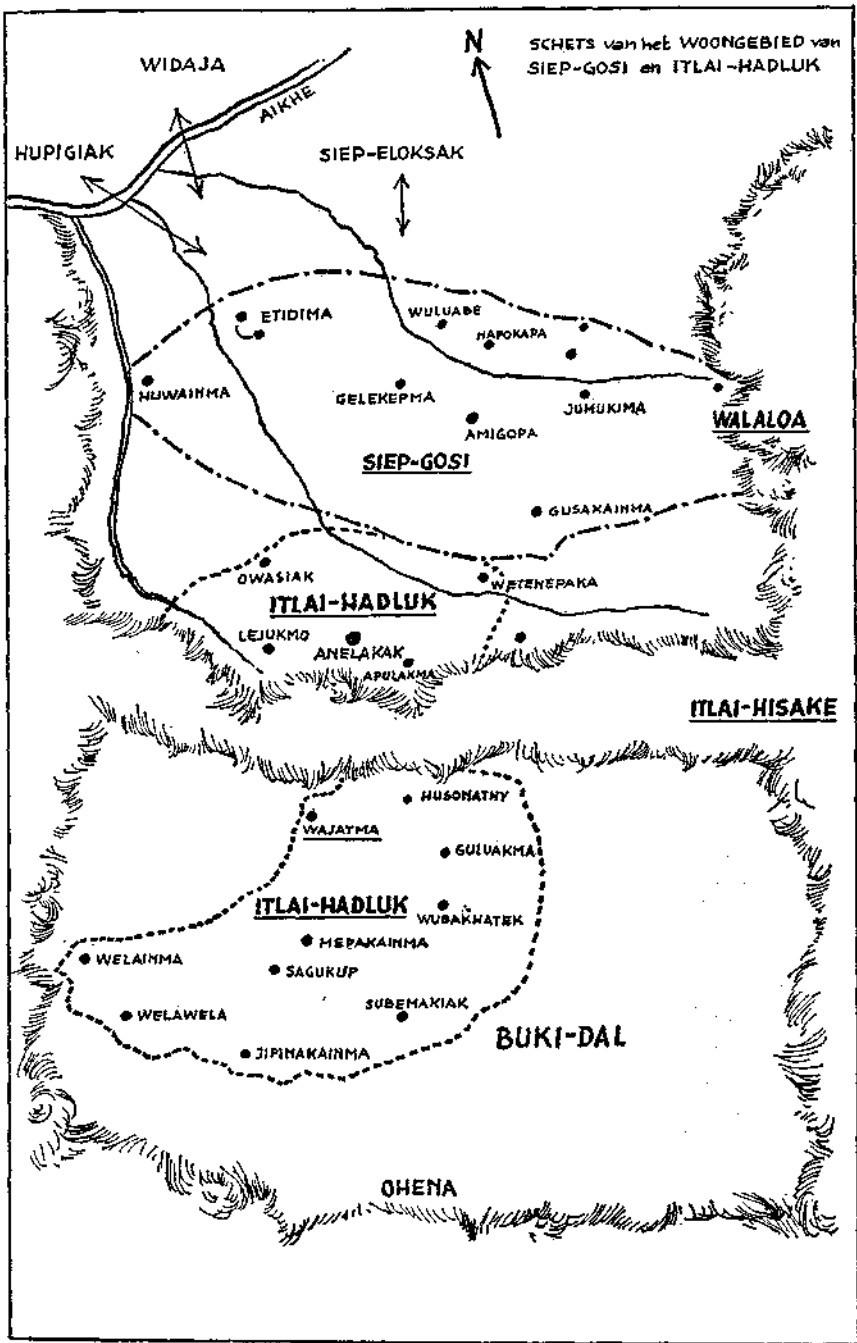 N
SCHETS van het WOONGEBIED van
SIEP-GOSI en ITLAI-HADLUK
WIDAJA
AIKHE
HUPIGIAK
SIEP-ELOKSAK
ETIDIMA
WULUABE
HAPOKAPA
HUWAINMA
GELEKEPMA
JUMUKIMA
AMIGOPA
WALALOA
SIEP-GOSI
GUSAKAINMA
OWASIAK
WETENEPAKA
ITLAI-HADLUK
LEJUKMO
ANELAKAK
APULAKMA
ITLAI-HISAKE
HUSONATHY
WAJAYMA
GULUAKMA
ITLAI-HADLUK
WUBAKHATEK
MEPAKAINMA
WELAINMA
SAGUKUP
WELAWELA
SUBEMAKIAK
BUKI-DAL
JIPINAKAINMA
OHENA